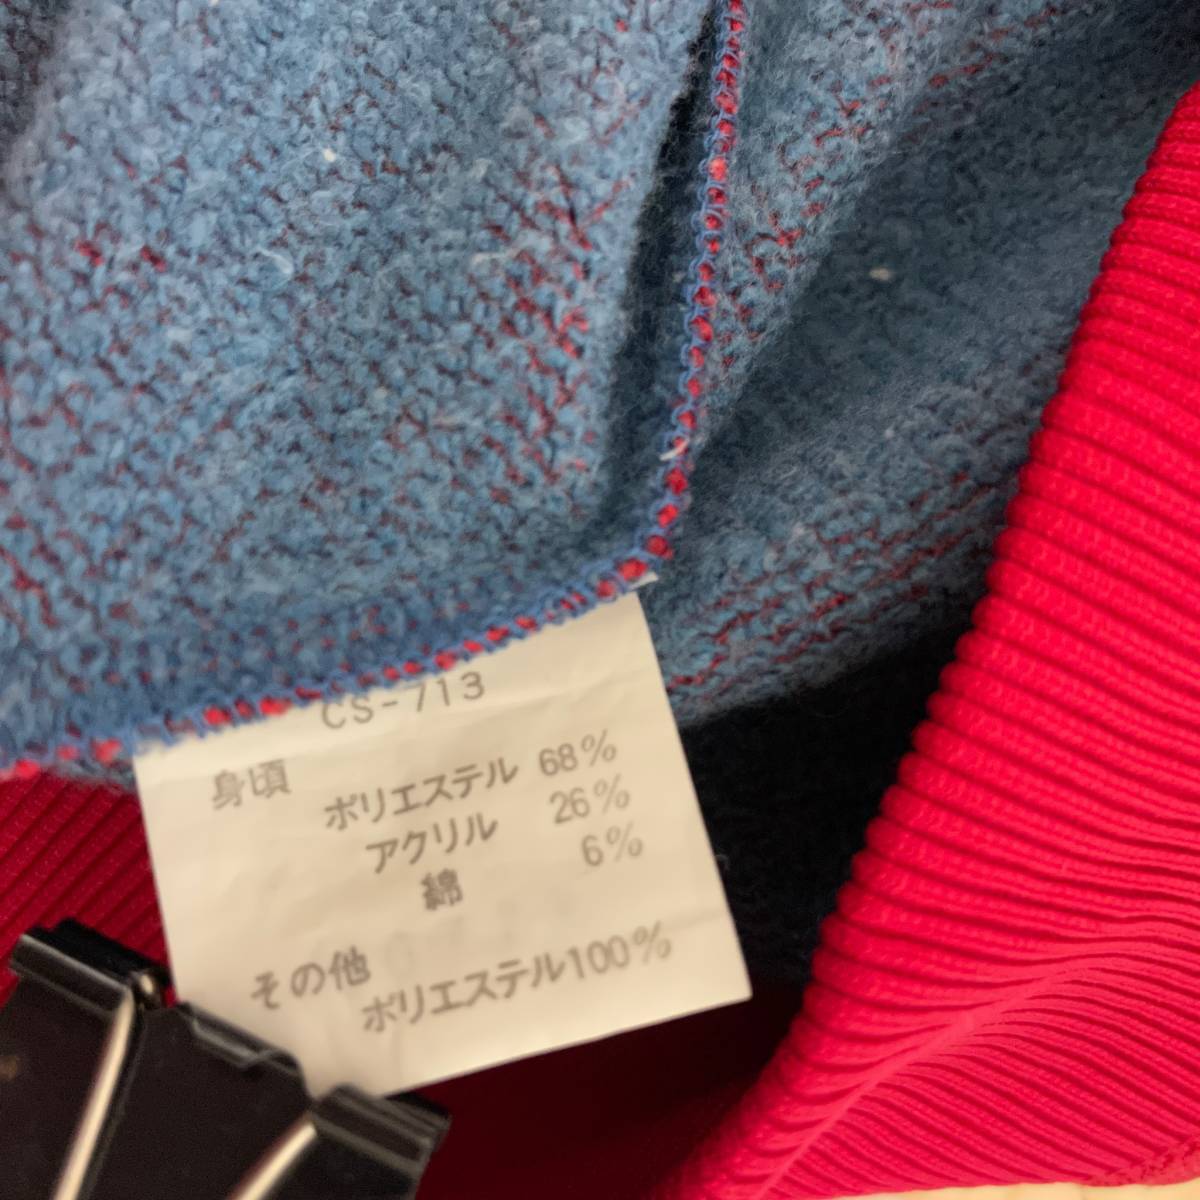 CS-713
身頃
ポリエステル 68%
アクリル 26%
綿 6%
その他
ポリエステル100%